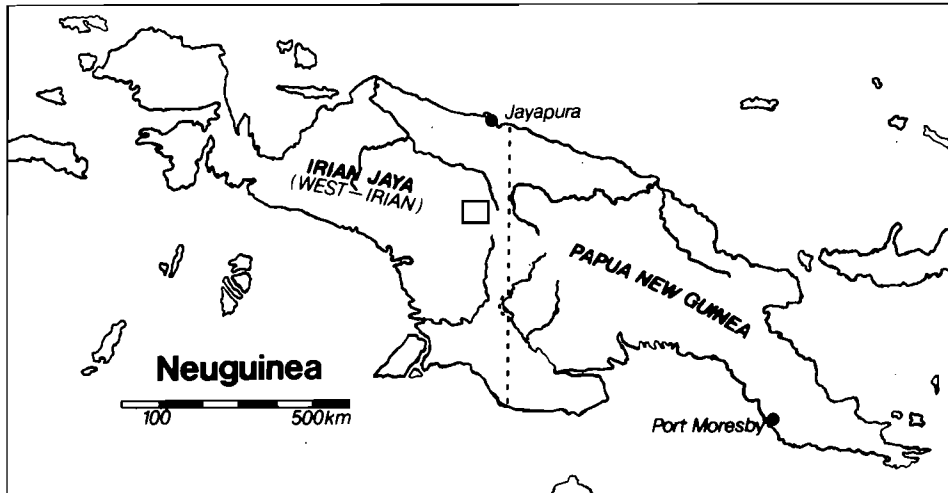 Jayapura
IRIAN JAYA
(WEST–IRIAN)
PAPUA NEW GUINEA
Neuguinea
100 500km
Port Moresby